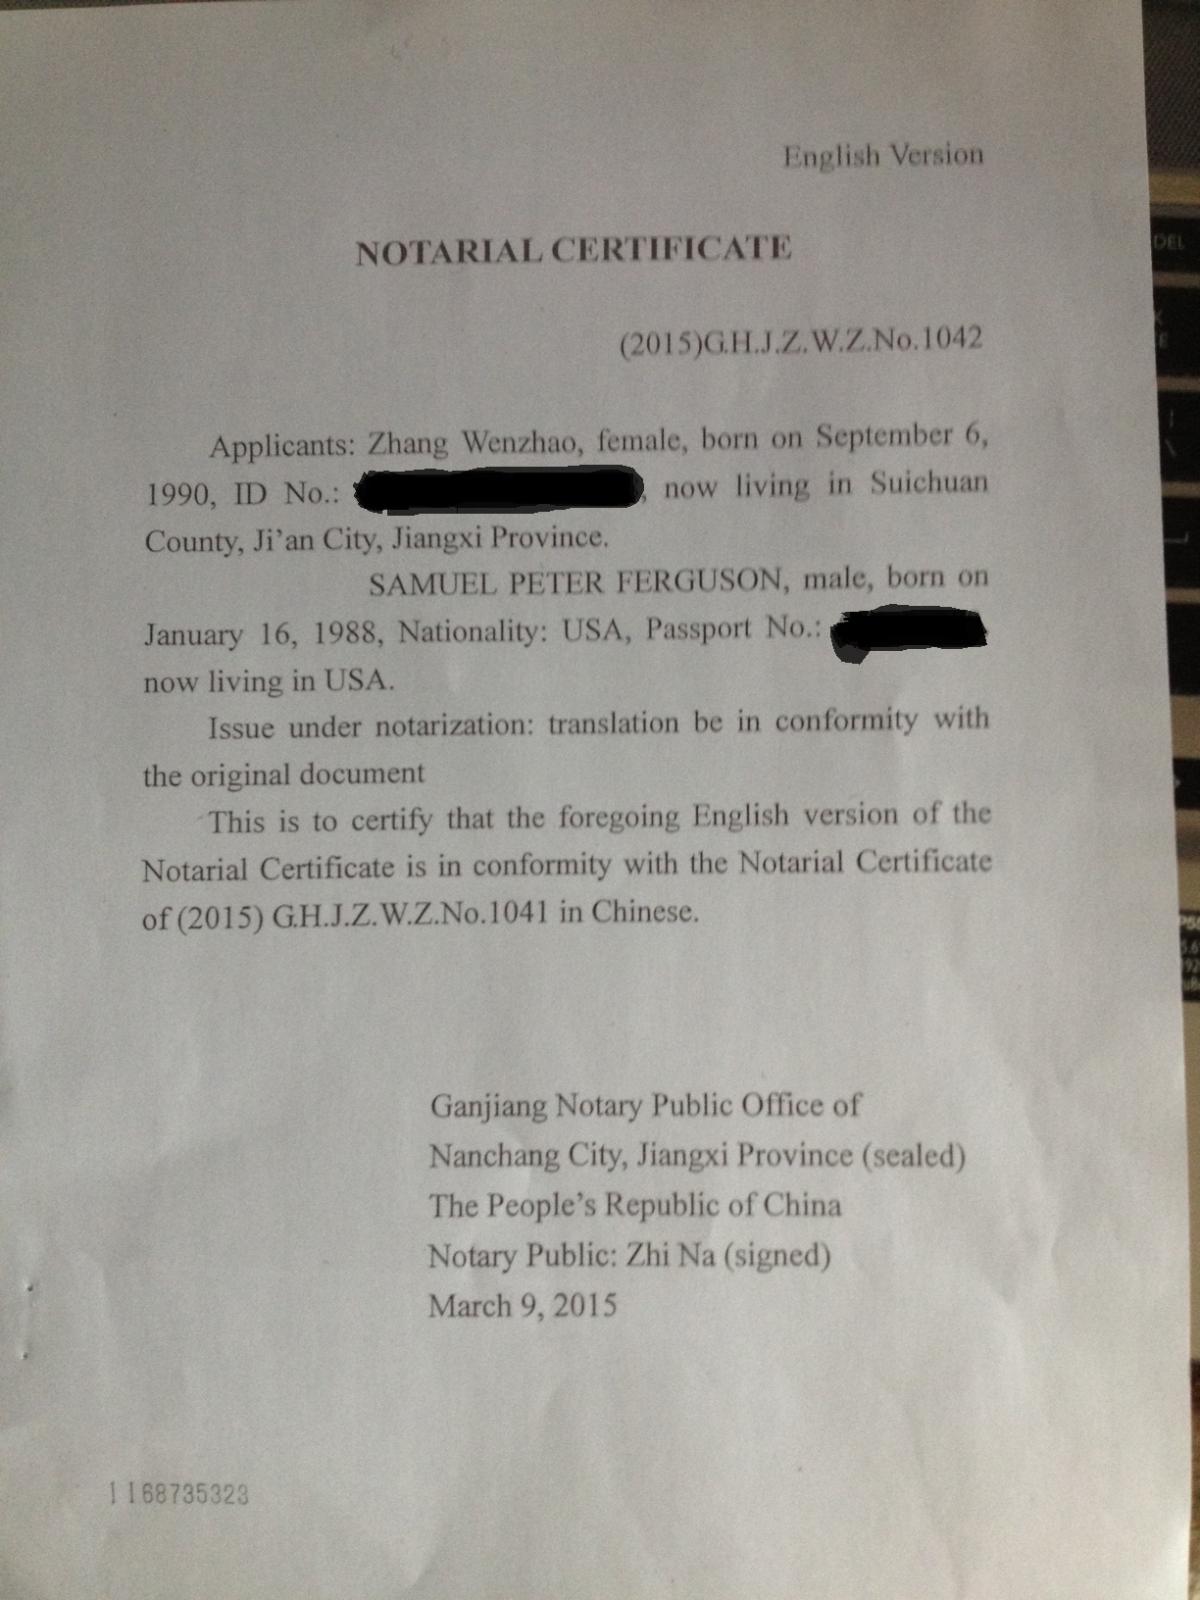 English Version
NOTARIAL CERTIFICATE
(2015)G.H.J.Z.W.Z.No.1042
Applicants: Zhang Wenzhao, female, born on September 6,
1990, ID No.: , now living in Suichuan
County, Ji'an City, Jiangxi Province.
SAMUEL PETER FERGUSON, male, born on
January 16, 1988, Nationality: USA, Passport No.:
now living in USA.
Issue under notarization: translation be in conformity with
the original document
This is to certify that the foregoing English version of the
Notarial Certificate is in conformity with the Notarial Certificate
of (2015) G.H.J.Z.W.Z.No.1041 in Chinese.
Ganjiang Notary Public Office of
Nanchang City, Jiangxi Province (sealed)
The People's Republic of China
Notary Public: Zhi Na (signed)
March 9, 2015
1168735323
DEL